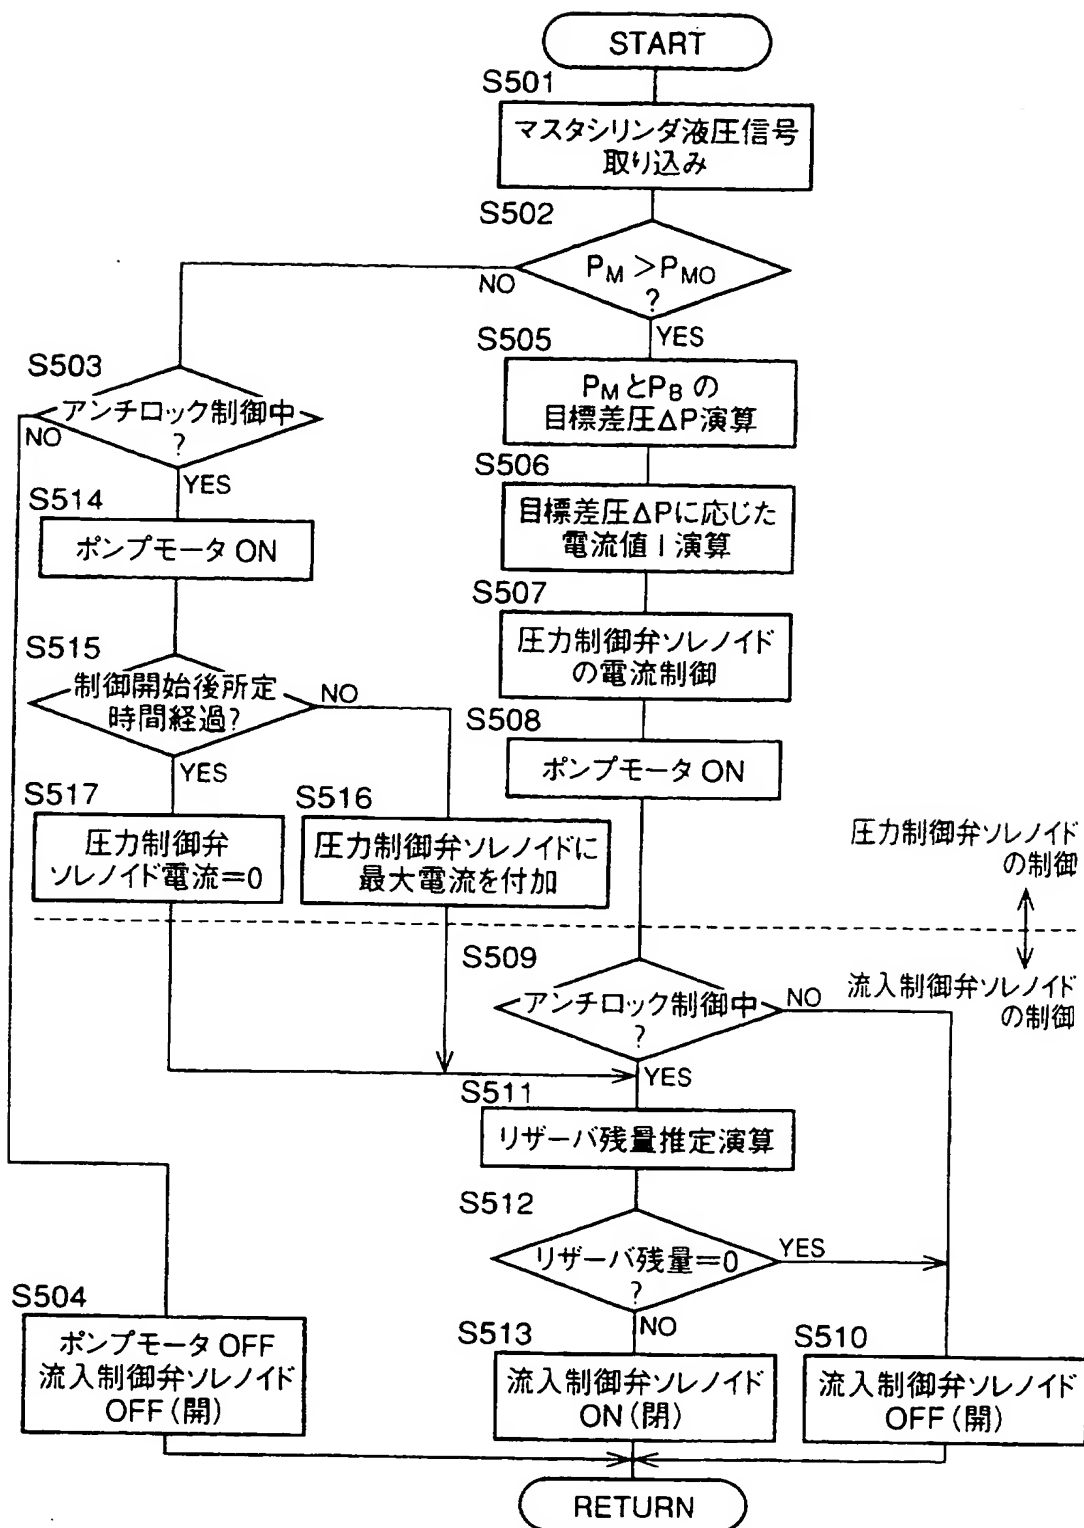 START
S501
マスタシリンダ液圧信号
取り込み
S502
PM＞PMO
?
NO
YES
S503
アンチロック制御中
?
NO
YES
S505
PMとPBの
目標差圧ΔP演算
S506
目標差圧ΔPに応じた
電流値I演算
S514
ポンプモータON
S507
圧力制御弁ソレノイド
の電流制御
S515
制御開始後所定
時間経過?
NO
YES
S508
ポンプモータON
S517
圧力制御弁
ソレノイド電流=0
S516
圧力制御弁ソレノイドに
最大電流を付加
圧力制御弁ソレノイド
の制御
流入制御弁ソレノイド
の制御
S509
アンチロック制御中
?
NO
YES
S511
リザーバ残量推定演算
S512
リザーバ残量=0
?
YES
NO
S504
ポンプモータOFF
流入制御弁ソレノイド
OFF(開)
S513
流入制御弁ソレノイド
ON(閉)
S510
流入制御弁ソレノイド
OFF(開)
RETURN